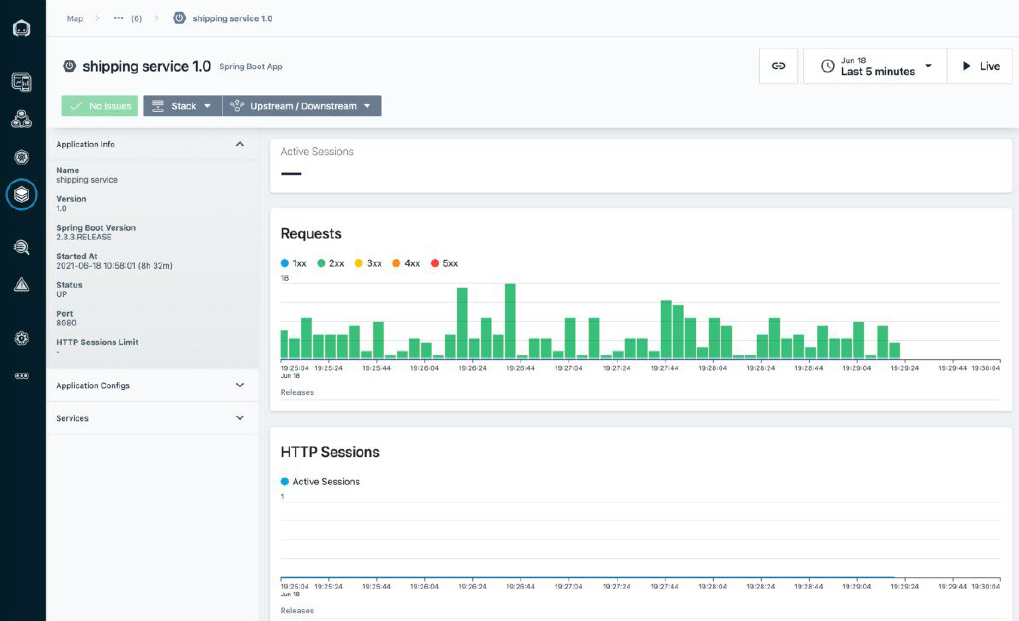 Map ··· (6) shipping service 1.0
shipping service 1.0 Spring Boot App
Jun 18
Last 5 minutes
Live
No Issues Stack Upstream / Downstream
Application Info
Name
shipping service
Version
1.0
Spring Boot Version
2.3.3.RELEASE
Started At
2021-06-18 10:58:01 (8h 32m)
Status
UP
Port
8080
HTTP Sessions Limit
-
Application Configs
Services
Active Sessions
—
Requests
1xx 2xx 3xx 4xx 5xx
18
19:25:04 19:25:24 19:25:44 19:26:04 19:26:24 19:26:44 19:27:04 19:27:24 19:27:44 19:28:04 19:28:24 19:28:44 19:29:04 19:29:24 19:29:44 19:30:04
Jun 18
Releases
HTTP Sessions
Active Sessions
1
19:25:04 19:25:24 19:25:44 19:26:04 19:26:24 19:26:44 19:27:04 19:27:24 19:27:44 19:28:04 19:28:24 19:28:44 19:29:04 19:29:24 19:29:44 19:30:04
Jun 18
Releases